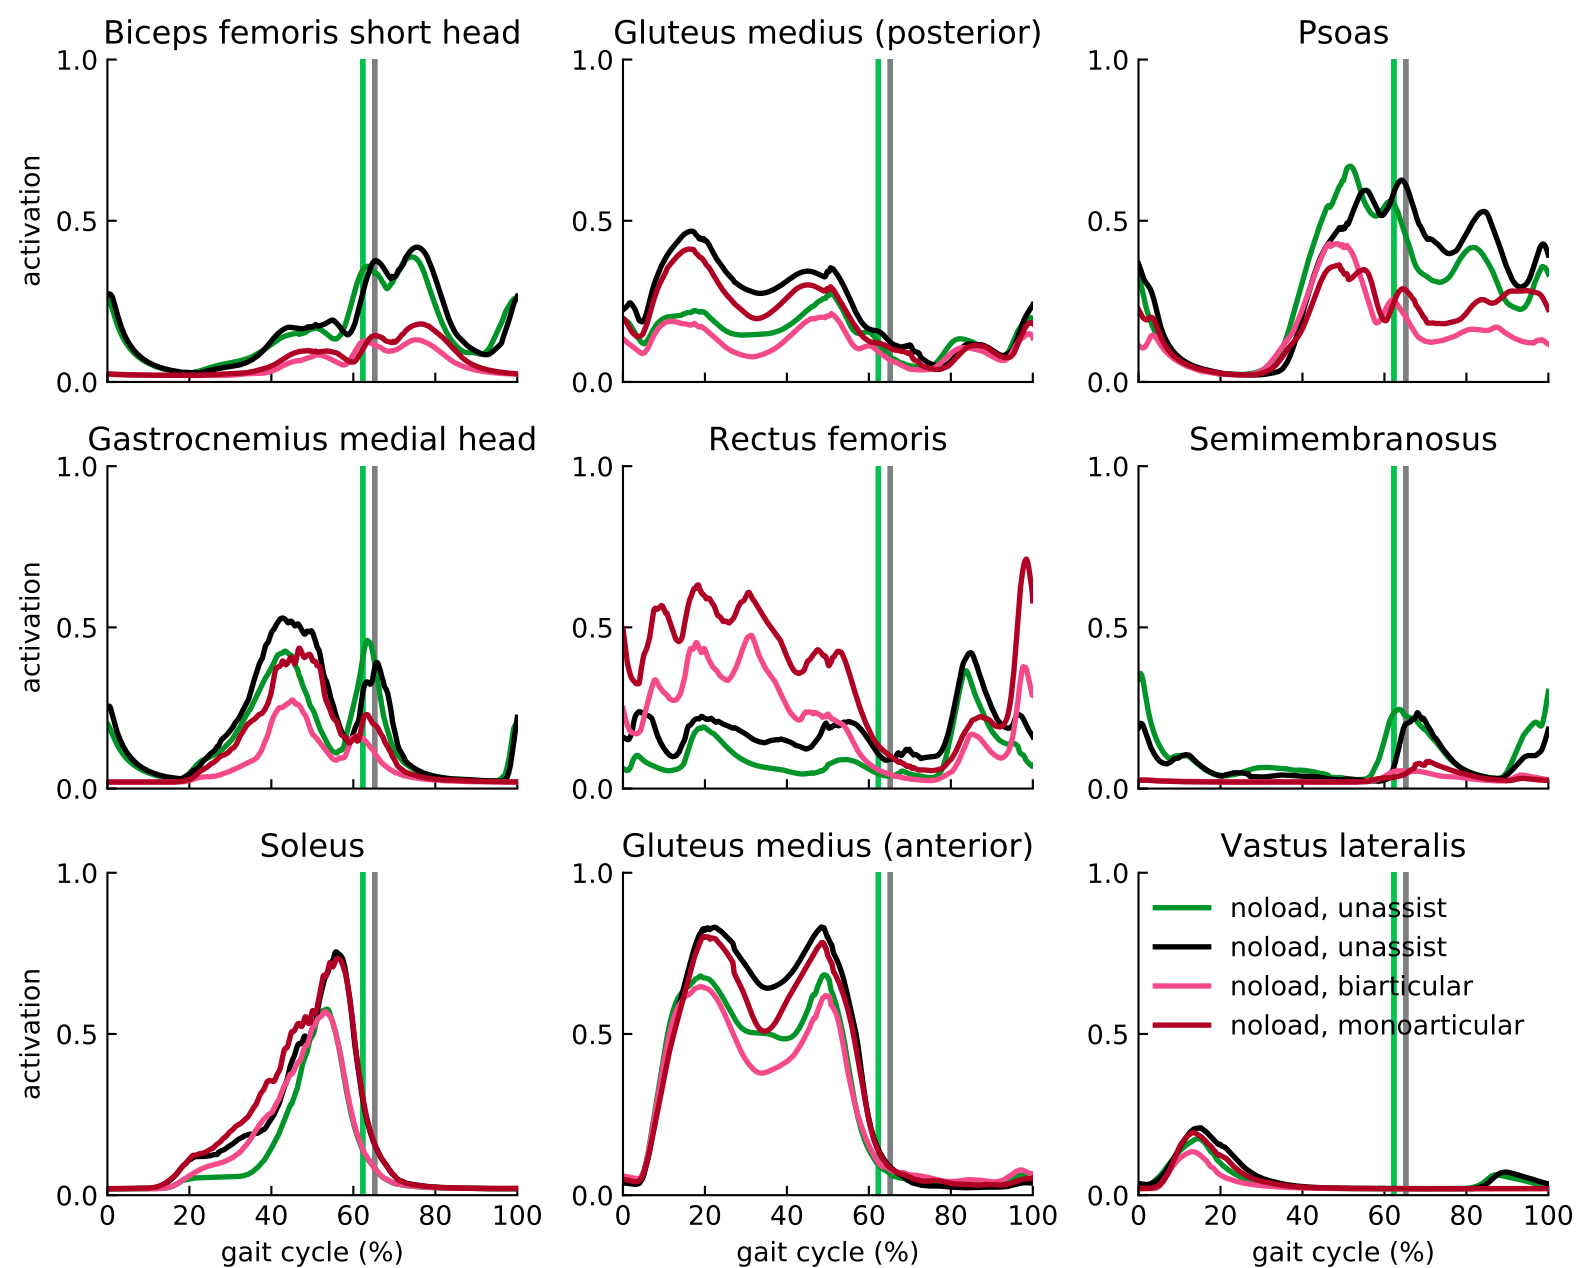 Biceps femoris short head
Gluteus medius (posterior)
Psoas
1.0
0.5
0.0
activation
1.0
0.5
0.0
1.0
0.5
0.0
Gastrocnemius medial head
Rectus femoris
Semimembranosus
1.0
0.5
0.0
activation
1.0
0.5
0.0
1.0
0.5
0.0
Soleus
Gluteus medius (anterior)
Vastus lateralis
1.0
0.5
0.0
activation
0 20 40 60 80 100
gait cycle (%)
1.0
0.5
0.0
0 20 40 60 80 100
gait cycle (%)
1.0
0.5
0.0
noload, unassist
noload, unassist
noload, biarticular
noload, monoarticular
0 20 40 60 80 100
gait cycle (%)